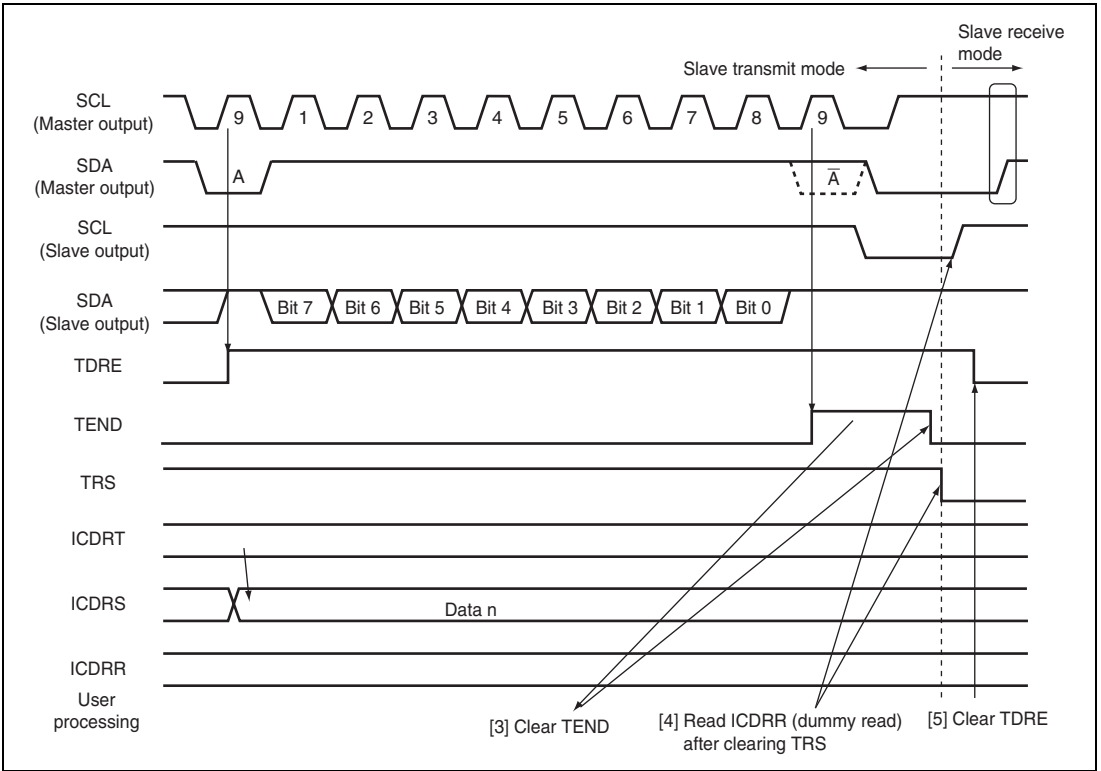 Slave receive
mode
Slave transmit mode
SCL
(Master output)
9 1 2 3 4 5 6 7 8 9
SDA
(Master output)
A A̅
SCL
(Slave output)
SDA
(Slave output)
Bit 7 Bit 6 Bit 5 Bit 4 Bit 3 Bit 2 Bit 1 Bit 0
TDRE
TEND
TRS
ICDRT
ICDRS
Data n
ICDRR
User
processing
[3] Clear TEND
[4] Read ICDRR (dummy read)
after clearing TRS
[5] Clear TDRE